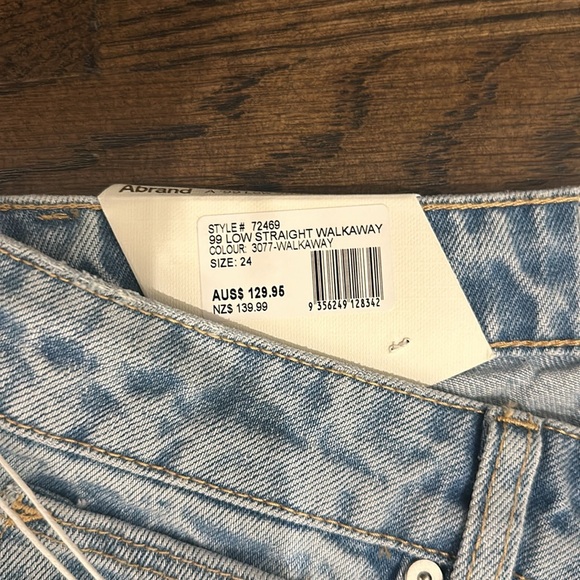 Abrand
STYLE # 72469
99 LOW STRAIGHT WALKAWAY
COLOUR: 3077-WALKAWAY
SIZE: 24
AUS$ 129.95
NZ$ 139.99
9 356249 128342